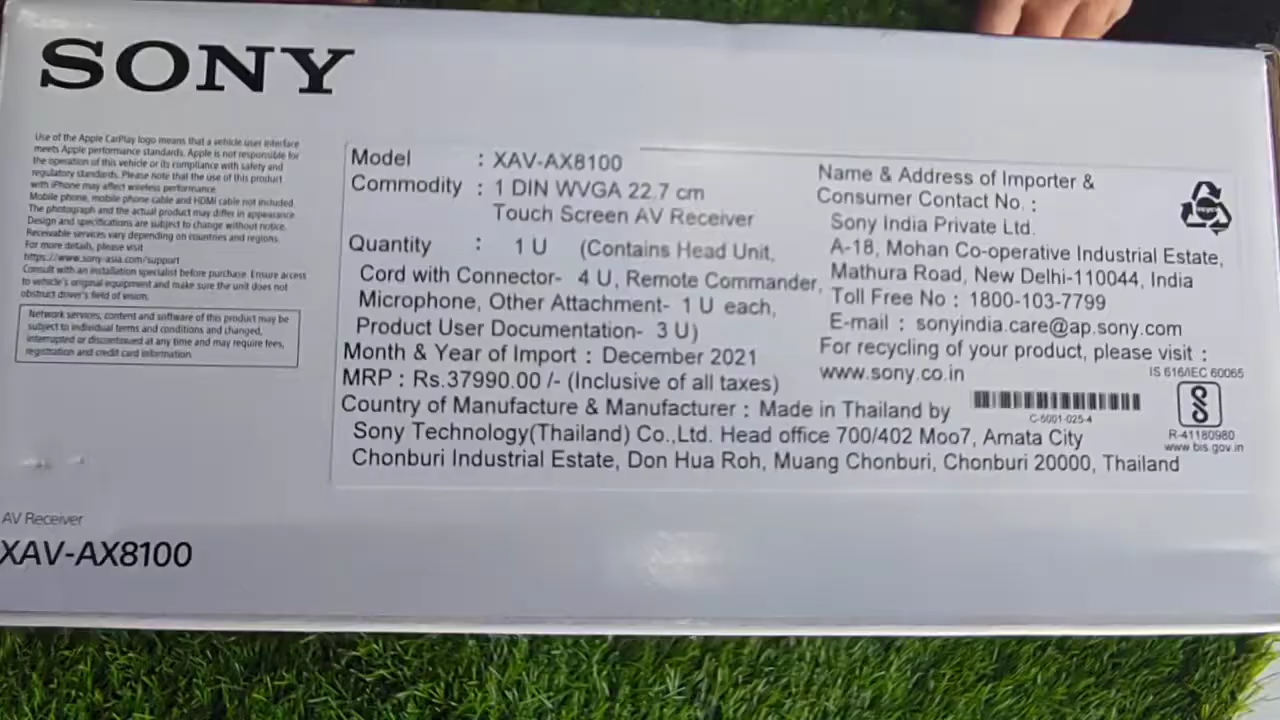 SONY
Use of the Apple CarPlay logo means that a vehicle user interface
meets Apple performance standards. Apple is not responsible for
the operation of this vehicle or its compliance with safety and
regulatory standards. Please note that the use of this product
with iPhone may affect wireless performance.
Mobile phone, mobile phone cable and HDMI cable not included.
The photograph and the actual product may differ in appearance.
Design and specifications are subject to change without notice.
Receivable services vary depending on countries and regions.
For more details, please visit
https://www.sony-asia.com/support
Consult with an installation specialist before purchase. Ensure access
to vehicle's original equipment and make sure the unit does not
obstruct driver's field of vision.
Network services, content and software of this product may be
subject to individual terms and conditions and changed,
interrupted or discontinued at any time and may require fees,
registration and credit card information.
AV Receiver
XAV-AX8100
Model : XAV-AX8100
Commodity : 1 DIN WVGA 22.7 cm
Touch Screen AV Receiver
Quantity : 1 U (Contains Head Unit,
Cord with Connector- 4 U, Remote Commander,
Microphone, Other Attachment- 1 U each,
Product User Documentation- 3 U)
Month & Year of Import : December 2021
MRP : Rs.37990.00 /- (Inclusive of all taxes)
Country of Manufacture & Manufacturer : Made in Thailand by
Sony Technology(Thailand) Co.,Ltd. Head office 700/402 Moo7, Amata City
Chonburi Industrial Estate, Don Hua Roh, Muang Chonburi, Chonburi 20000, Thailand
Name & Address of Importer &
Consumer Contact No. :
Sony India Private Ltd.
A-18, Mohan Co-operative Industrial Estate,
Mathura Road, New Delhi-110044, India
Toll Free No : 1800-103-7799
E-mail : sonyindia.care@ap.sony.com
For recycling of your product, please visit :
www.sony.co.in
IS 616/IEC 60065
C-5001-025-4
R-41180980
www.bis.gov.in